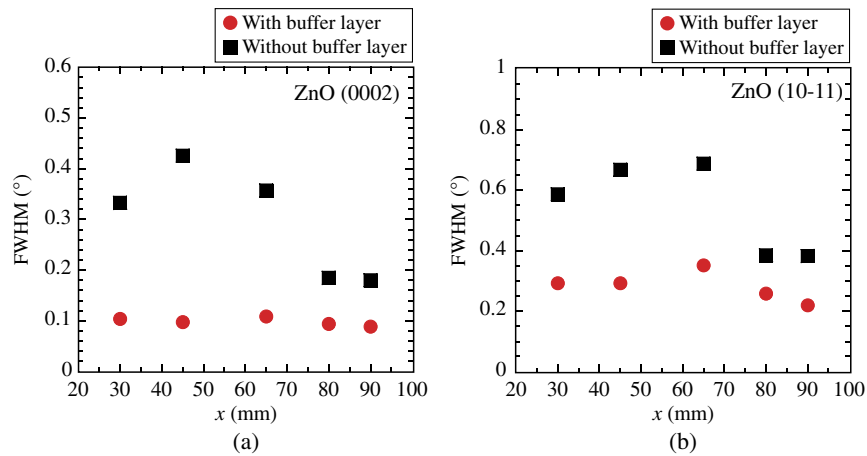 With buffer layer
Without buffer layer
ZnO (0002)
0.6
0.5
0.4
0.3
0.2
0.1
0
FWHM (°)
20 30 40 50 60 70 80 90 100
x (mm)
(a)
With buffer layer
Without buffer layer
ZnO (10-11)
1
0.8
0.6
0.4
0.2
0
FWHM (°)
20 30 40 50 60 70 80 90 100
x (mm)
(b)